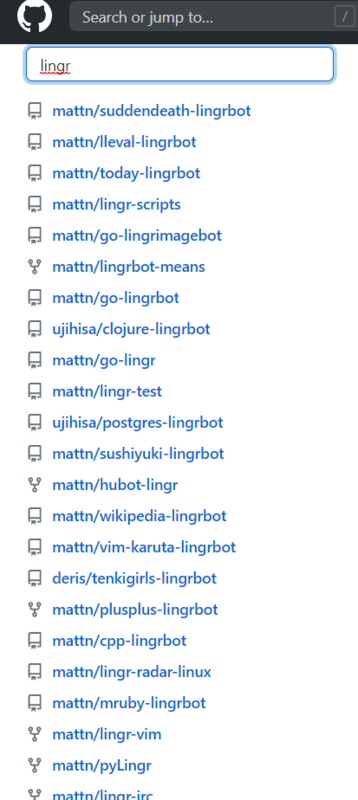 Search or jump to...
/
lingr
mattn/suddendeath-lingrbot
mattn/lleval-lingrbot
mattn/today-lingrbot
mattn/lingr-scripts
mattn/go-lingrimagebot
mattn/lingrbot-means
mattn/go-lingrbot
ujihisa/clojure-lingrbot
mattn/go-lingr
mattn/lingr-test
ujihisa/postgres-lingrbot
mattn/sushiyuki-lingrbot
mattn/hubot-lingr
mattn/wikipedia-lingrbot
mattn/vim-karuta-lingrbot
deris/tenkigirls-lingrbot
mattn/plusplus-lingrbot
mattn/cpp-lingrbot
mattn/lingr-radar-linux
mattn/mruby-lingrbot
mattn/lingr-vim
mattn/pyLingr
mattn/lingr-irc